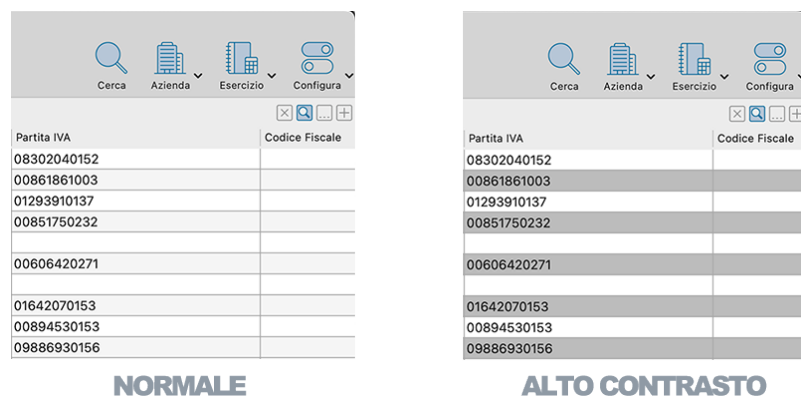 Cerca Azienda Esercizio Configura
Partita IVA Codice Fiscale
08302040152
00861861003
01293910137
00851750232
00606420271
01642070153
00894530153
09886930156
NORMALE
Cerca Azienda Esercizio Configura
Partita IVA Codice Fiscale
08302040152
00861861003
01293910137
00851750232
00606420271
01642070153
00894530153
09886930156
ALTO CONTRASTO